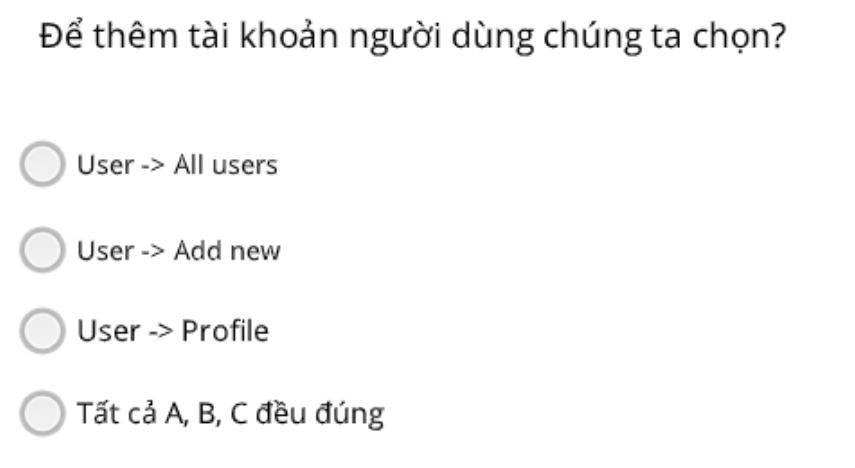 Để thêm tài khoản người dùng chúng ta chọn?
User -> All users
User -> Add new
User -> Profile
Tất cả A, B, C đều đúng